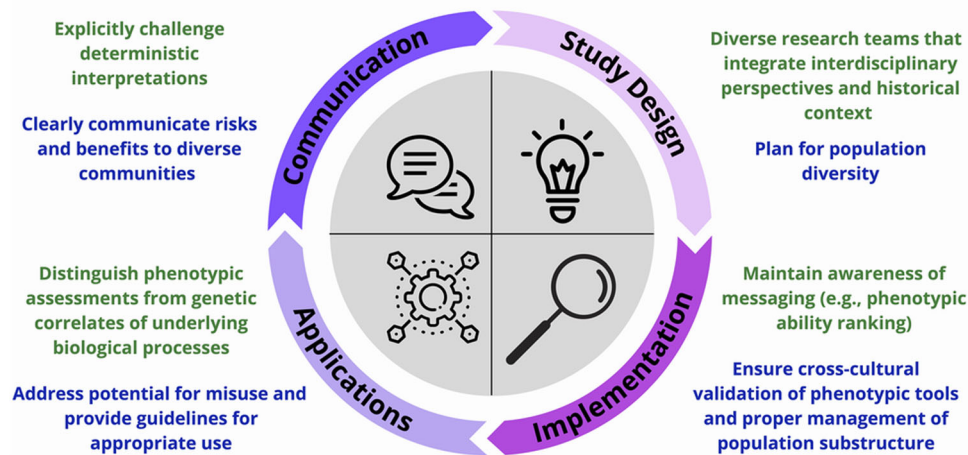 Explicitly challenge
deterministic
interpretations
Clearly communicate risks
and benefits to diverse
communities
Communication
Study Design
Diverse research teams that
integrate interdisciplinary
perspectives and historical
context
Plan for population
diversity
Distinguish phenotypic
assessments from genetic
correlates of underlying
biological processes
Address potential for misuse and
provide guidelines for
appropriate use
Applications
Implementation
Maintain awareness of
messaging (e.g., phenotypic
ability ranking)
Ensure cross-cultural
validation of phenotypic tools
and proper management of
population substructure